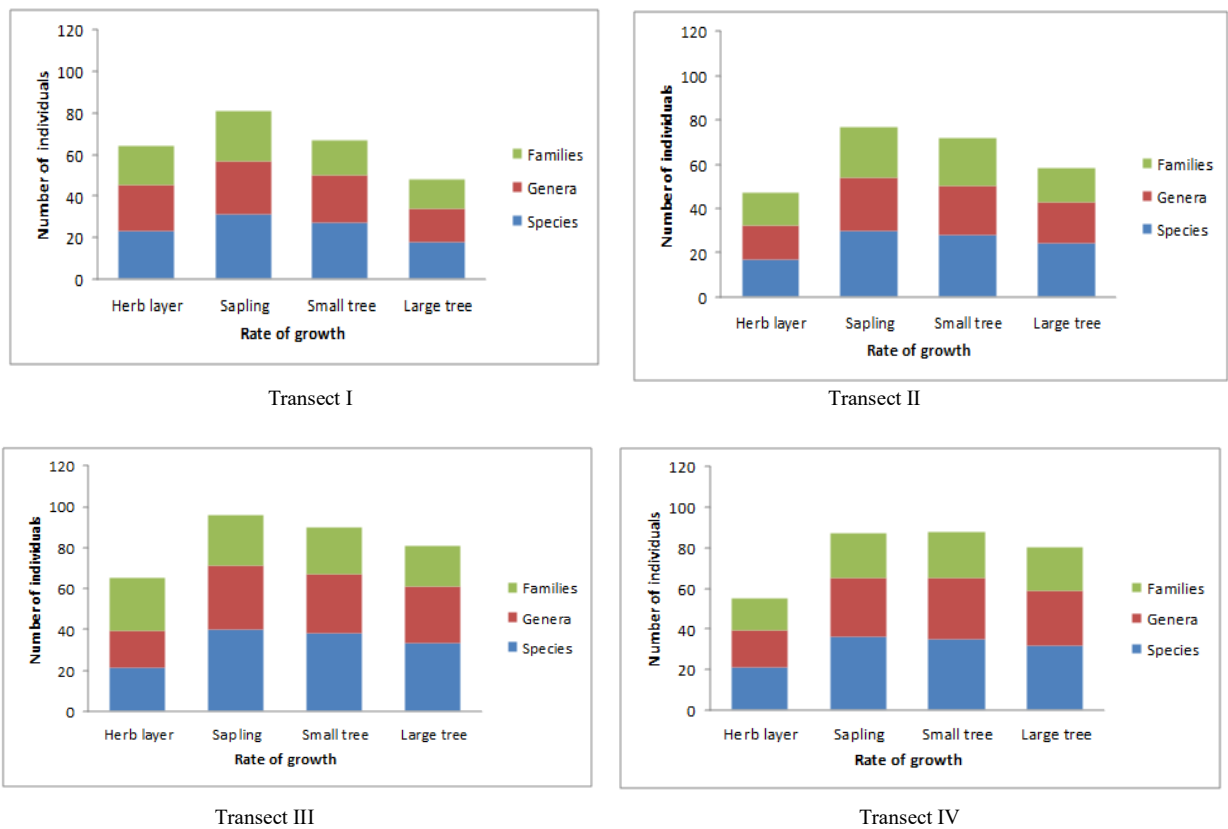 120
100
80
60
40
20
0
Number of individuals
Herb layer Sapling Small tree Large tree
Rate of growth
Families
Genera
Species
Transect I
120
100
80
60
40
20
0
Number of individuals
Herb layer Sapling Small tree Large tree
Rate of growth
Families
Genera
Species
Transect II
120
100
80
60
40
20
0
Number of individuals
Herb layer Sapling Small tree Large tree
Rate of growth
Families
Genera
Species
Transect III
120
100
80
60
40
20
0
Number of individuals
Herb layer Sapling Small tree Large tree
Rate of growth
Families
Genera
Species
Transect IV